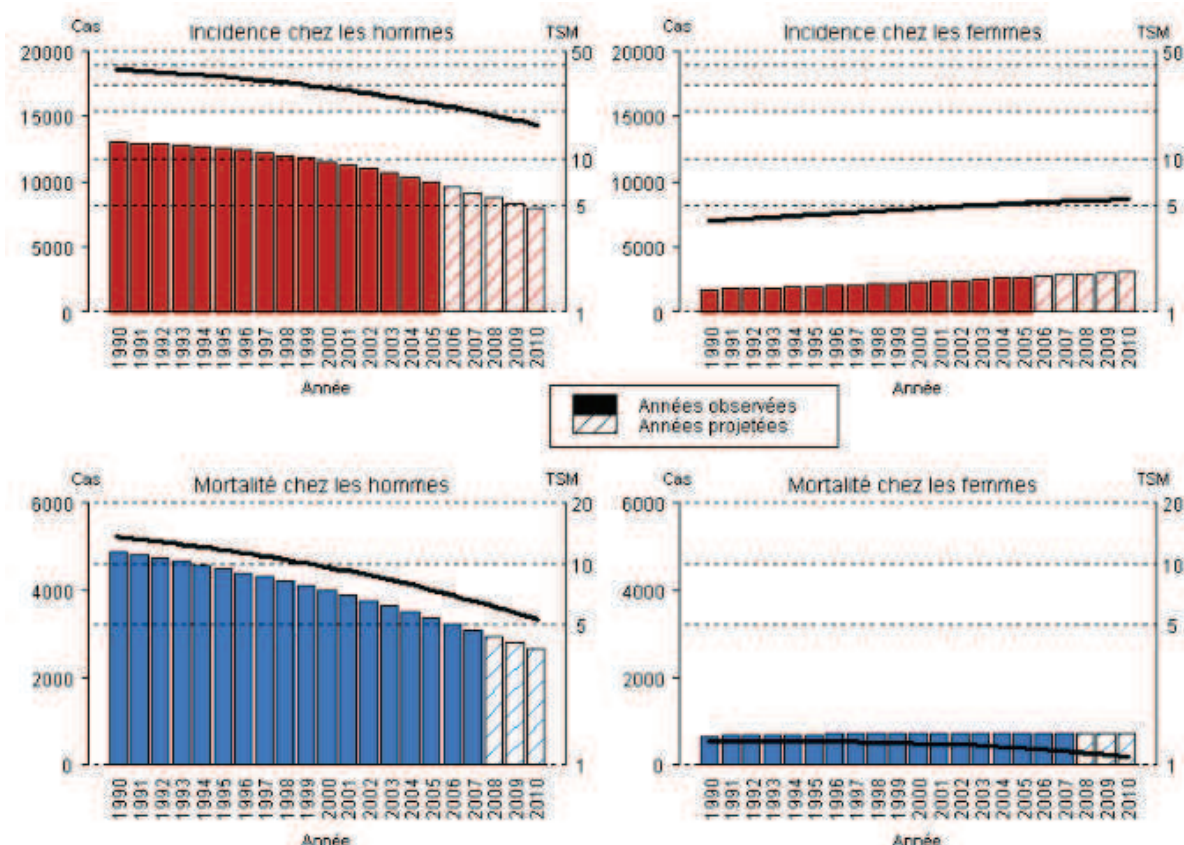 Cas Incidence chez les hommes TSM
20000 50
15000
10000 10
5000 5
0 1
1990 1991 1992 1993 1994 1995 1996 1997 1998 1999 2000 2001 2002 2003 2004 2005 2006 2007 2008 2009 2010
Année
Cas Incidence chez les femmes TSM
20000 50
15000
10000 10
5000 5
0 1
1990 1991 1992 1993 1994 1995 1996 1997 1998 1999 2000 2001 2002 2003 2004 2005 2006 2007 2008 2009 2010
Année
Années observées
Années projetées
Cas Mortalité chez les hommes TSM
6000 20
4000 10
2000 5
0 1
1990 1991 1992 1993 1994 1995 1996 1997 1998 1999 2000 2001 2002 2003 2004 2005 2006 2007 2008 2009 2010
Année
Cas Mortalité chez les femmes TSM
6000 20
4000 10
2000 5
0 1
1990 1991 1992 1993 1994 1995 1996 1997 1998 1999 2000 2001 2002 2003 2004 2005 2006 2007 2008 2009 2010
Année